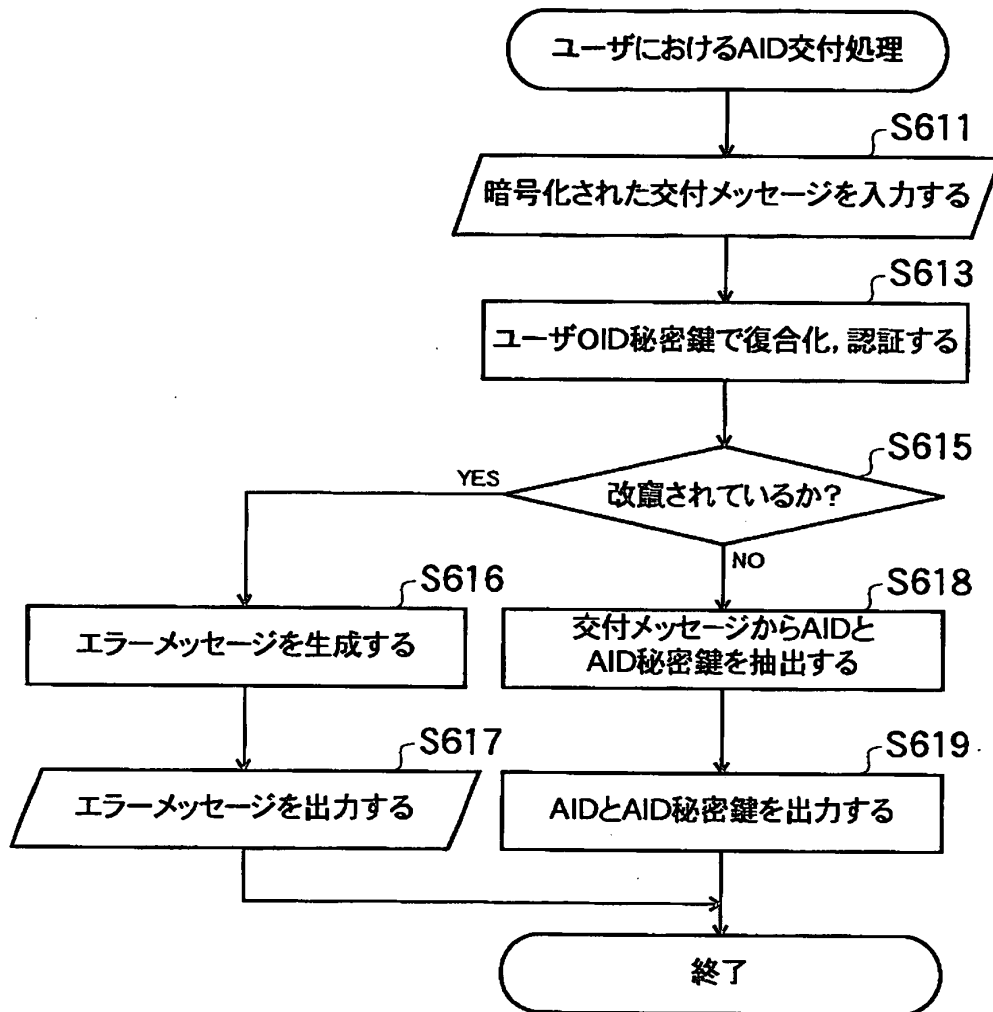 ユーザにおけるAID交付処理
S611
暗号化された交付メッセージを入力する
S613
ユーザOID秘密鍵で復合化，認証する
S615
改竄されているか?
YES
NO
S616
エラーメッセージを生成する
S618
交付メッセージからAIDと
AID秘密鍵を抽出する
S617
エラーメッセージを出力する
S619
AIDとAID秘密鍵を出力する
終了